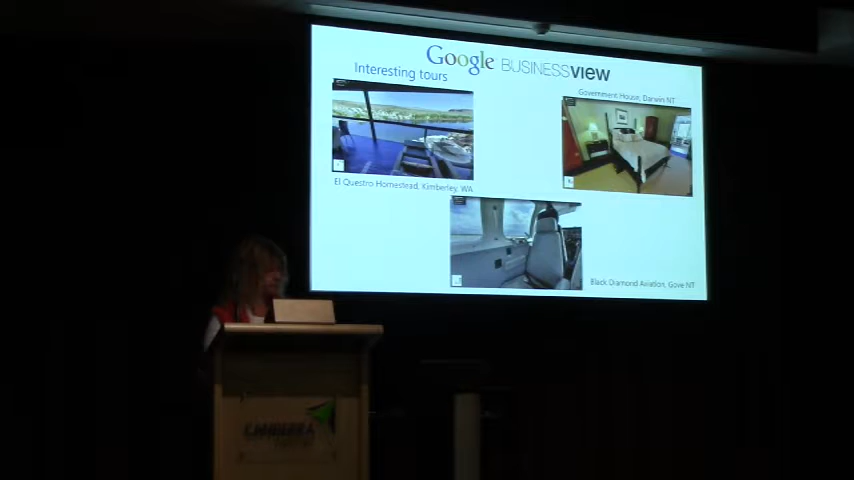 Google BUSINESSVIEW
Interesting tours
Government House, Darwin NT
El Questro Homestead, Kimberley, WA
Black Diamond Aviation, Gove NT
CANBERRA